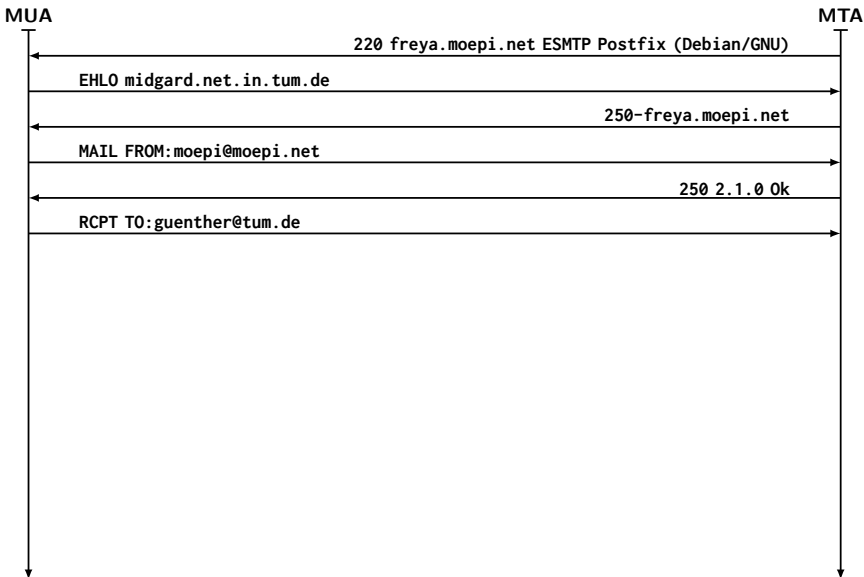 MUA
MTA
220 freya.moepi.net ESMTP Postfix (Debian/GNU)
EHLO midgard.net.in.tum.de
250-freya.moepi.net
MAIL FROM:moepi@moepi.net
250 2.1.0 Ok
RCPT TO:guenther@tum.de